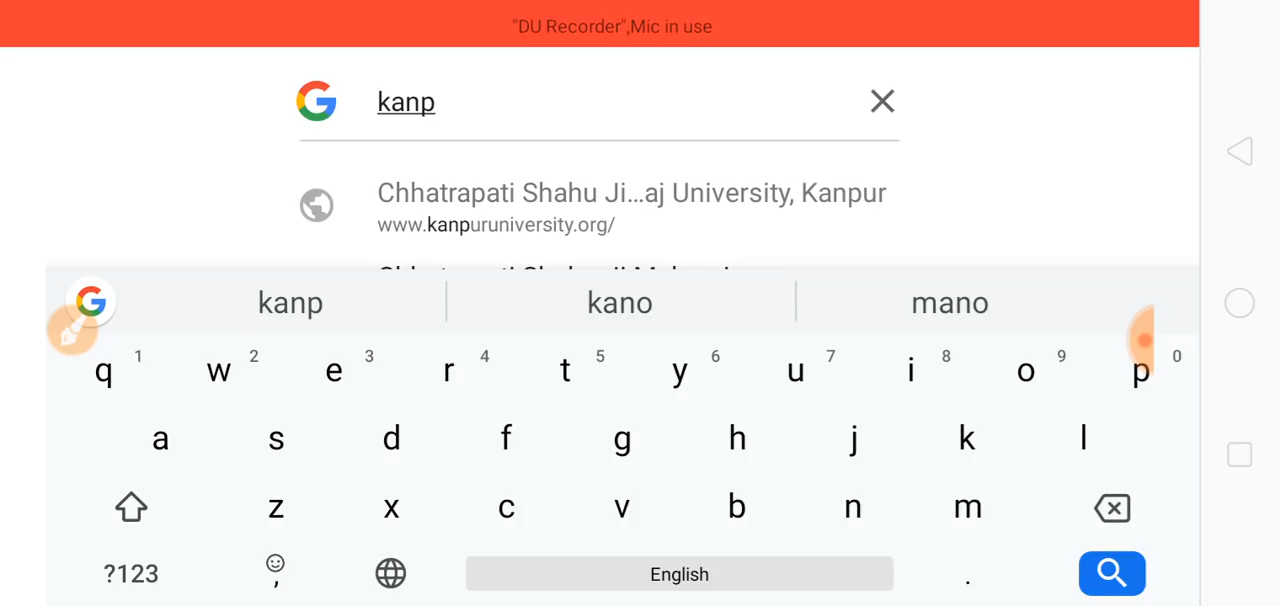 "DU Recorder",Mic in use
kanp
Chhatrapati Shahu Ji...aj University, Kanpur
www.kanpuruniversity.org/
kanp kano mano
q 1 w 2 e 3 r 4 t 5 y 6 u 7 i 8 o 9 p 0
a s d f g h j k l
z x c v b n m
?123 , English .